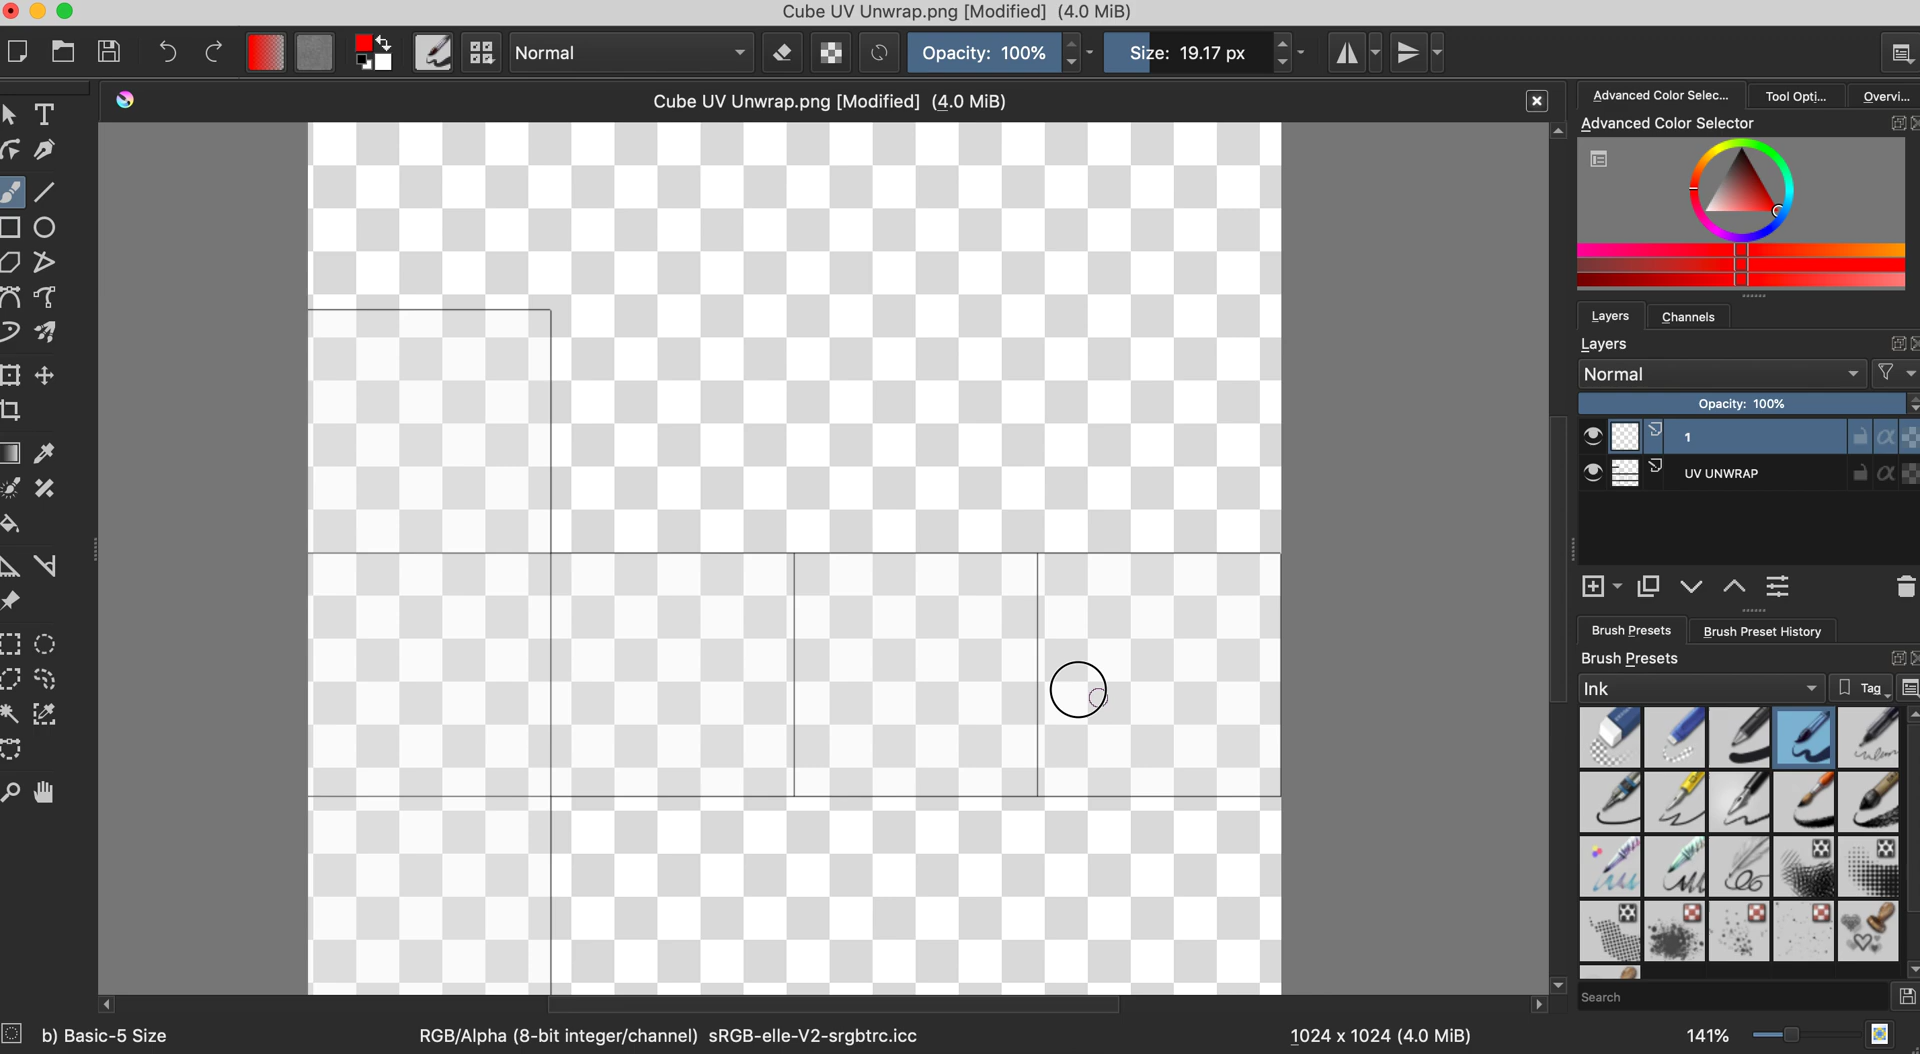 Cube UV Unwrap.png [Modified] (4.0 MiB)
Normal
Opacity: 100%
Size: 19.17 px
Cube UV Unwrap.png [Modified] (4.0 MiB)
Advanced Color Selec...
Tool Opti...
Overvi...
Advanced Color Selector
Layers
Channels
Layers
Normal
Opacity: 100%
1
UV UNWRAP
Brush Presets
Brush Preset History
Brush Presets
Ink
Tag
Search
b) Basic-5 Size
RGB/Alpha (8-bit integer/channel) sRGB-elle-V2-srgbtrc.icc
1024 x 1024 (4.0 MiB)
141%